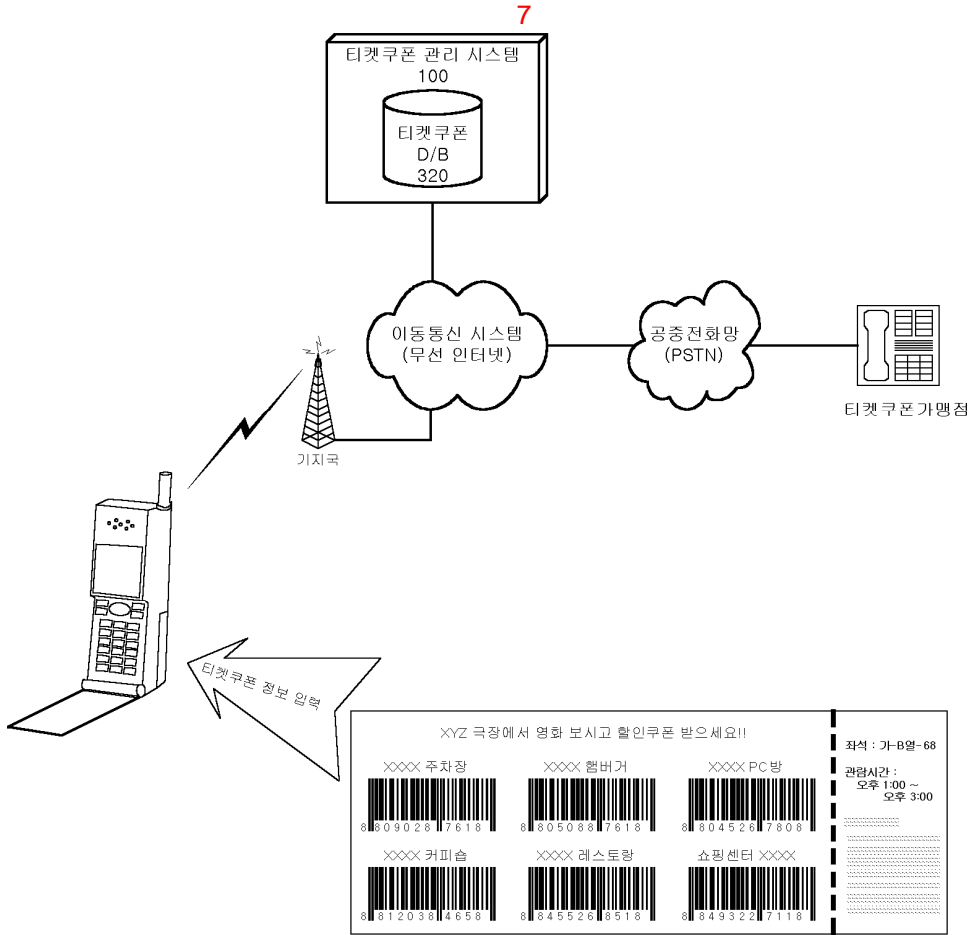 7
티켓쿠폰 관리 시스템
100
티켓쿠폰
D/B
320
이동통신 시스템
(무선 인터넷)
공중전화망
(PSTN)
티켓쿠폰가맹점
기지국
티켓쿠폰 정보 입력
XYZ 극장에서 영화 보시고 할인쿠폰 받으세요!!
XXXX 주차장
XXXX 햄버거
XXXX PC방
8 809028 7618
8 805088 7618
8 804526 7808
XXXX 커피숍
XXXX 레스토랑
쇼핑센터 XXXX
8 812038 4658
8 845526 8518
8 849322 7118
좌석 : 가-B열-68
관람시간 :
오후 1:00 ~
오후 3:00